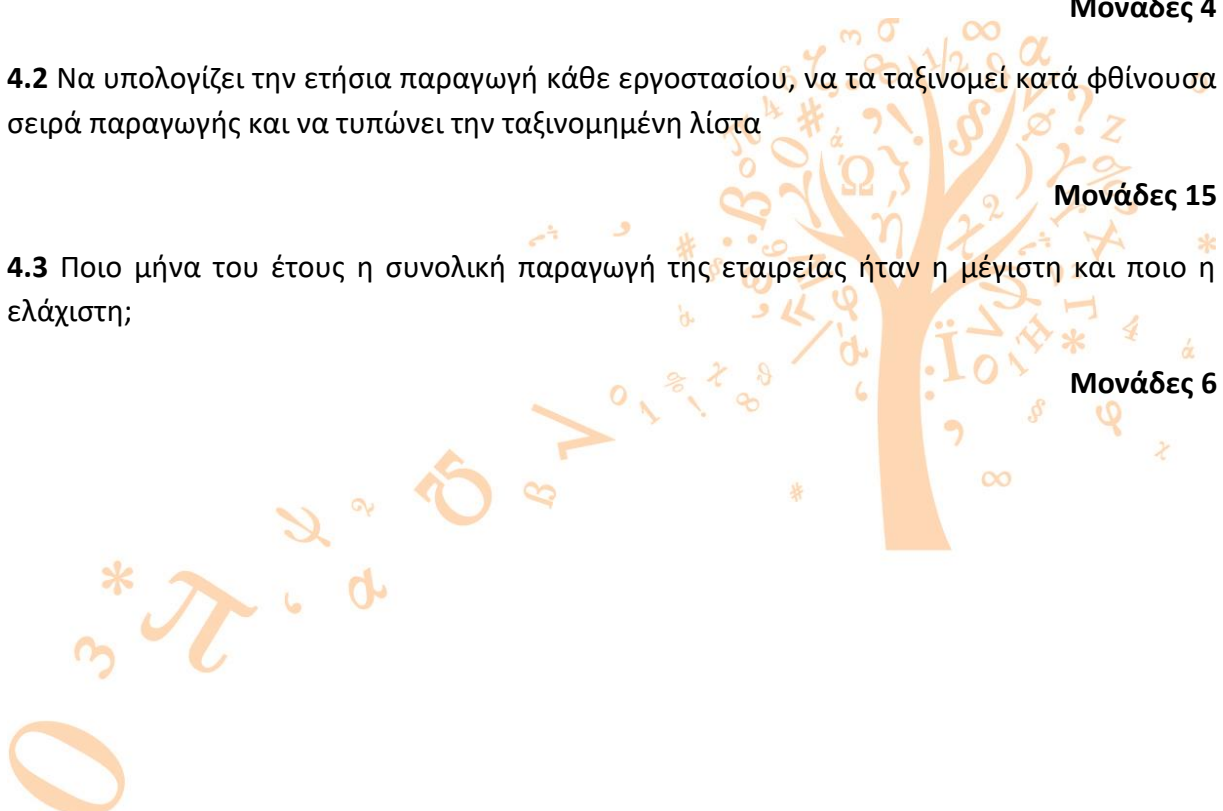 Μονάδες 4
4.2 Να υπολογίζει την ετήσια παραγωγή κάθε εργοστασίου, να τα ταξινομεί κατά φθίνουσα
σειρά παραγωγής και να τυπώνει την ταξινομημένη λίστα
Μονάδες 15
4.3 Ποιο μήνα του έτους η συνολική παραγωγή της εταιρείας ήταν η μέγιστη και ποιο η
ελάχιστη;
Μονάδες 6